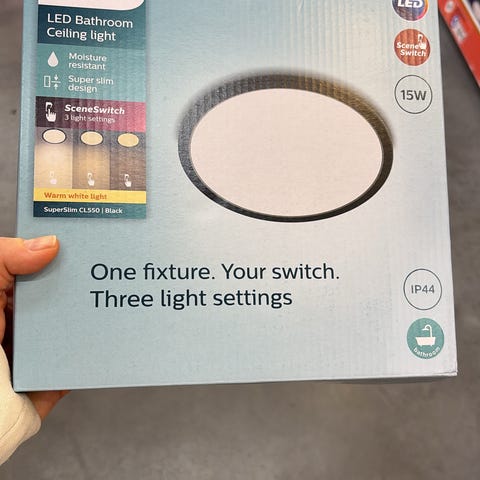 LED Bathroom
Ceiling light
Moisture
resistant
Super slim
design
SceneSwitch
3 light settings
Warm white light
SuperSlim CL550 | Black
LED
Scene
Switch
15W
One fixture. Your switch.
Three light settings
IP44
bathroom